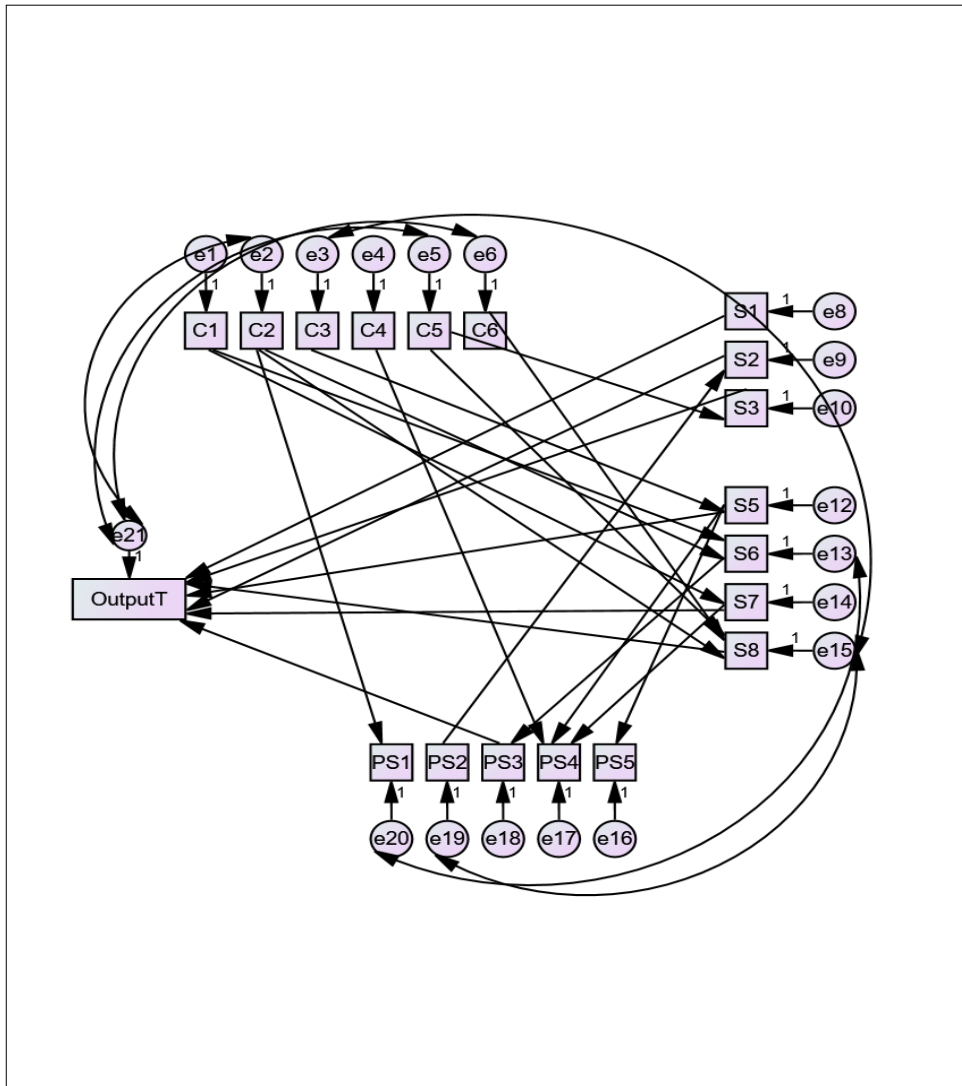 e1 e2 e3 e4 e5 e6
1 1 1 1 1 1
C1 C2 C3 C4 C5 C6
S1 1 e8
S2 1 e9
S3 1 e10
S5 1 e12
e21
S6 1 e13
1
OutputT
S7 1 e14
S8 1 e15
PS1 PS2 PS3 PS4 PS5
1 1 1 1 1
e20 e19 e18 e17 e16